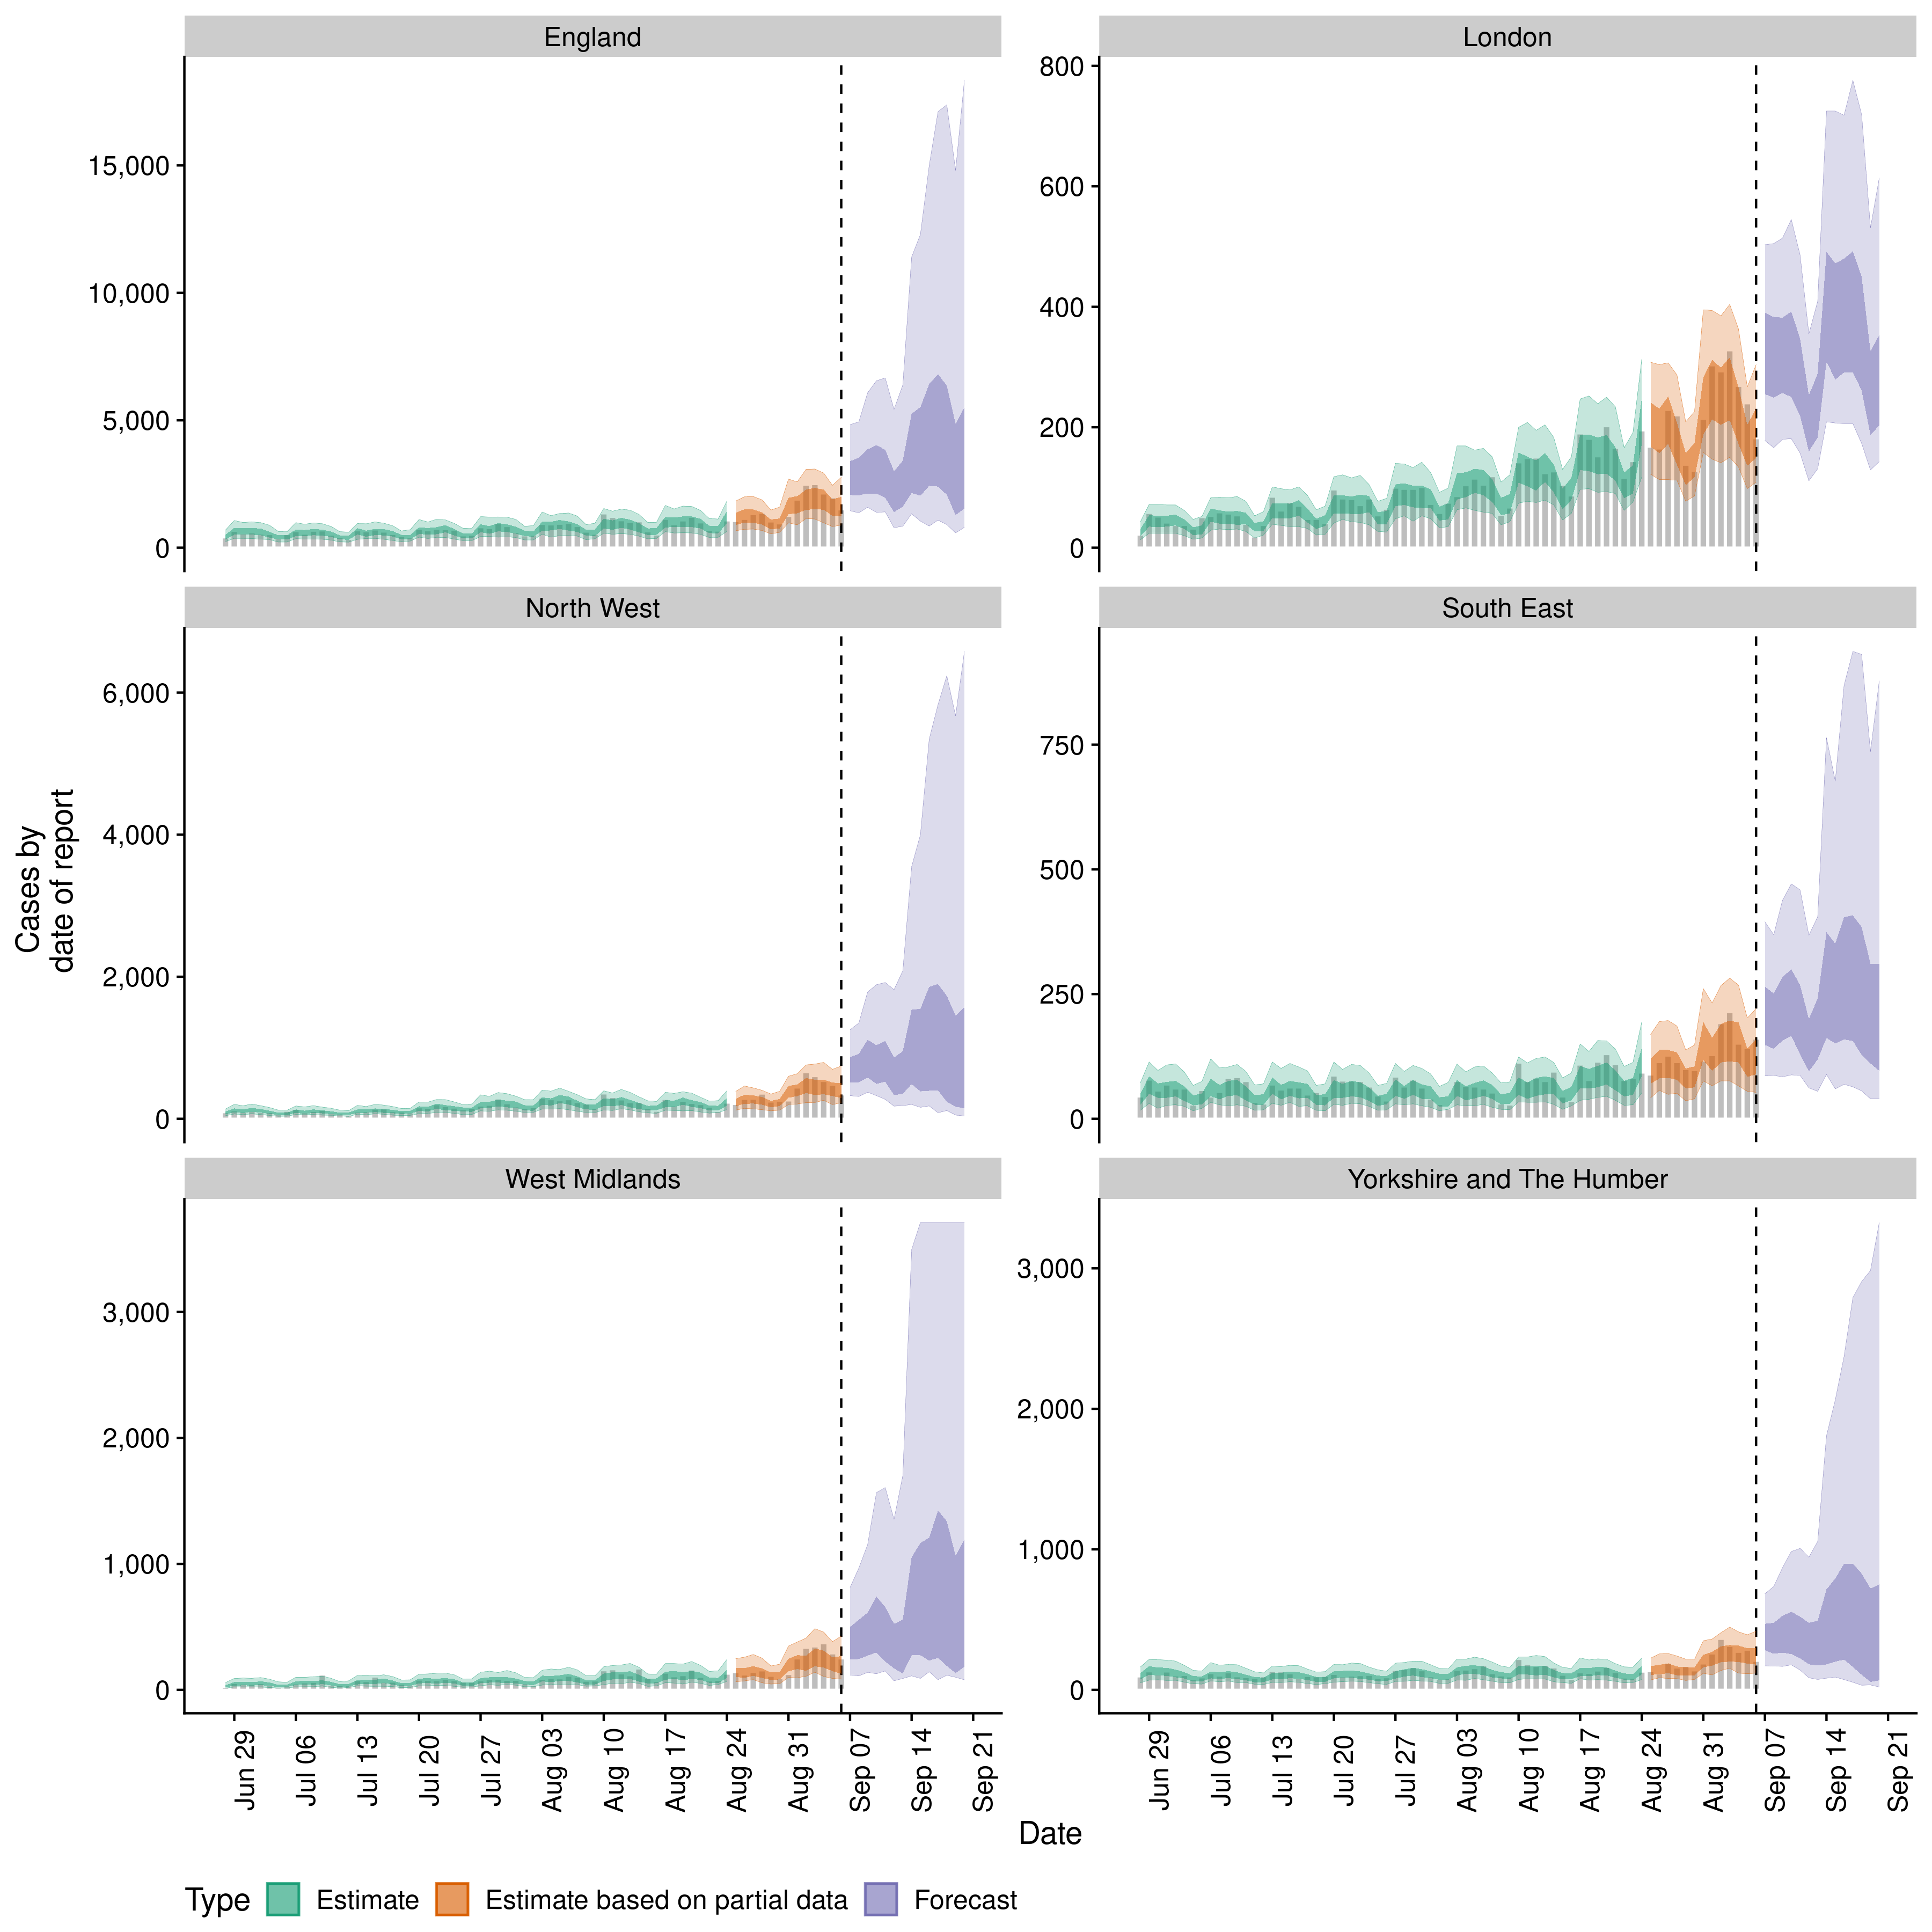 England
London
15,000
10,000
5,000
0
800
600
400
200
0
North West
South East
6,000
4,000
2,000
0
750
500
250
0
West Midlands
Yorkshire and The Humber
3,000
2,000
1,000
0
3,000
2,000
1,000
0
Cases by
date of report
Jun 29
Jul 06
Jul 13
Jul 20
Jul 27
Aug 03
Aug 10
Aug 17
Aug 24
Aug 31
Sep 07
Sep 14
Sep 21
Jun 29
Jul 06
Jul 13
Jul 20
Jul 27
Aug 03
Aug 10
Aug 17
Aug 24
Aug 31
Sep 07
Sep 14
Sep 21
Date
Type Estimate Estimate based on partial data Forecast